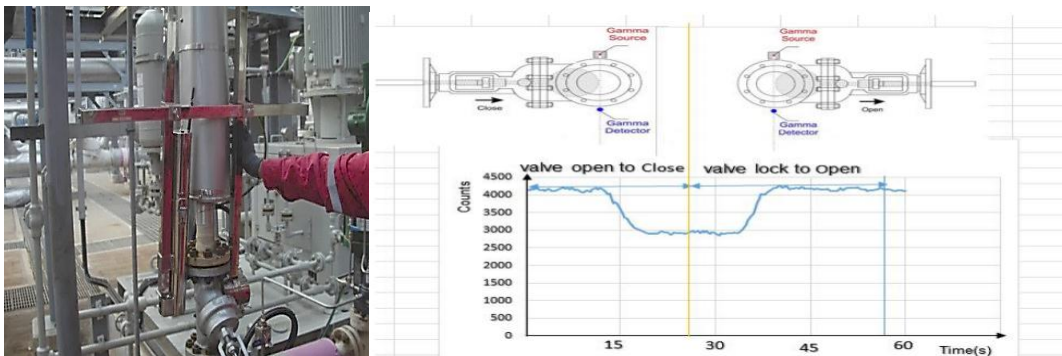 Gamma
Source
Gamma
Source
Close
Open
Gamma
Detector
Gamma
Detector
valve open to Close
valve lock to Open
Counts
4500
4000
3500
3000
2500
2000
1500
1000
500
0
15
30
45
60
Time(s)